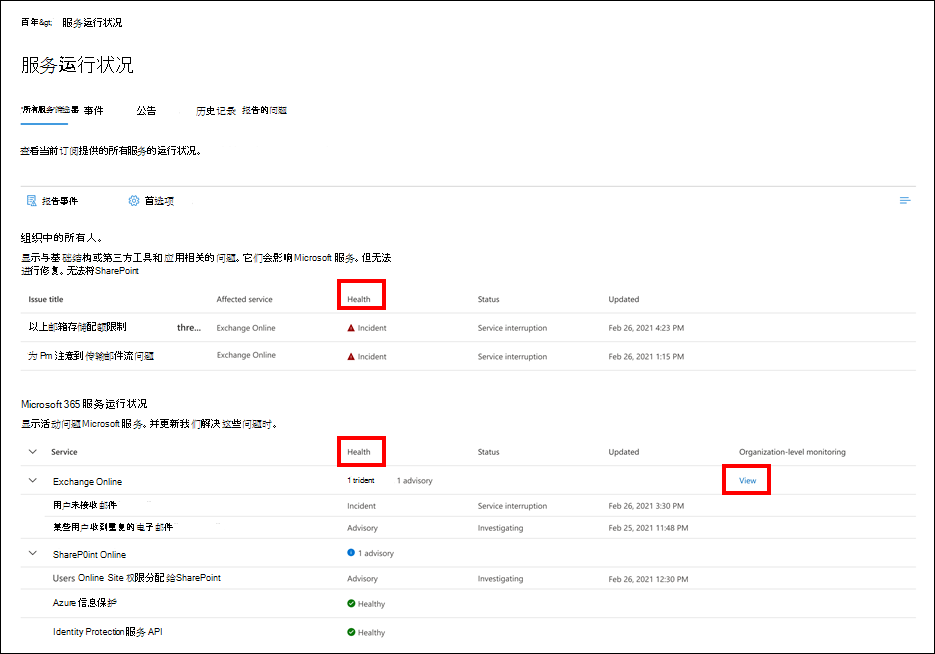 百年&gt; 服务运行状况
服务运行状况
所有服务 事件 公告 历史记录 报告的问题
查看当前订阅提供的所有服务的运行状况。
报告事件 首选项
组织中的所有人。
显示与基础结构或第三方工具和应用相关的问题。它们会影响Microsoft 服务。但无法
进行修复。无法将SharePoint
Issue title Affected service Health Status Updated
以上邮箱存储配额限制 thre... Exchange Online Incident Service interruption Feb 26, 2021 4:23 PM
为 Pm 注意到传输邮件流问题 Exchange Online Incident Service interruption Feb 26, 2021 1:15 PM
Microsoft 365 服务运行状况
显示活动问题Microsoft 服务。并更新我们解决这些问题时。
Service Health Status Updated Organization-level monitoring
Exchange Online 1 trident 1 advisory View
用户未接收邮件 Incident Service interruption Feb 26, 2021 3:30 PM
某些用户收到重复的电子邮件 Advisory Investigating Feb 25, 2021 11:48 PM
ShareP0int Online 1 advisory
Users Online Site 权限分配给SharePoint Advisory Investigating Feb 26, 2021 12:30 PM
Azure 信息保护 Healthy
Identity Protection服务 API Healthy